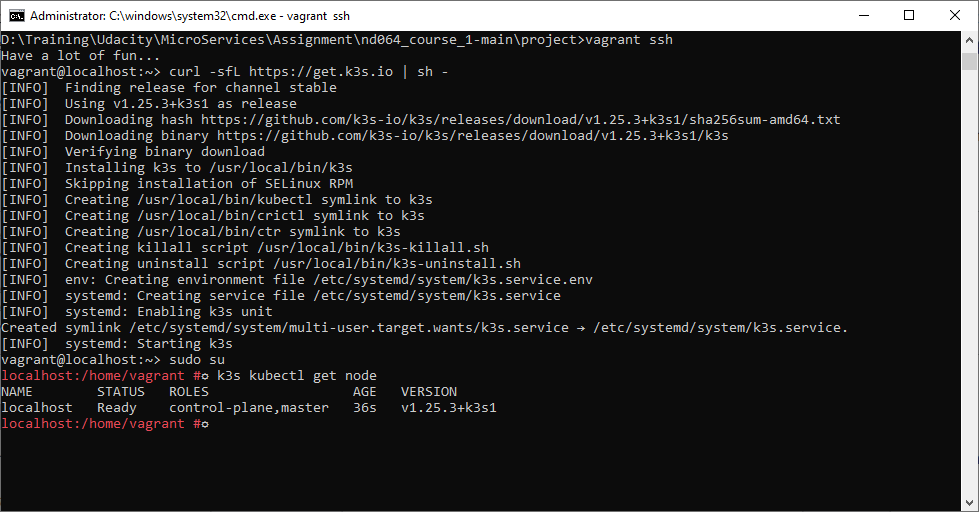 Administrator: C:\windows\system32\cmd.exe - vagrant  ssh
D:\Training\Udacity\MicroServices\Assignment\nd064_course_1-main\project>vagrant ssh
Have a lot of fun...
vagrant@localhost:~> curl -sfL https://get.k3s.io | sh -
[INFO]  Finding release for channel stable
[INFO]  Using v1.25.3+k3s1 as release
[INFO]  Downloading hash https://github.com/k3s-io/k3s/releases/download/v1.25.3+k3s1/sha256sum-amd64.txt
[INFO]  Downloading binary https://github.com/k3s-io/k3s/releases/download/v1.25.3+k3s1/k3s
[INFO]  Verifying binary download
[INFO]  Installing k3s to /usr/local/bin/k3s
[INFO]  Skipping installation of SELinux RPM
[INFO]  Creating /usr/local/bin/kubectl symlink to k3s
[INFO]  Creating /usr/local/bin/crictl symlink to k3s
[INFO]  Creating /usr/local/bin/ctr symlink to k3s
[INFO]  Creating killall script /usr/local/bin/k3s-killall.sh
[INFO]  Creating uninstall script /usr/local/bin/k3s-uninstall.sh
[INFO]  env: Creating environment file /etc/systemd/system/k3s.service.env
[INFO]  systemd: Creating service file /etc/systemd/system/k3s.service
[INFO]  systemd: Enabling k3s unit
Created symlink /etc/systemd/system/multi-user.target.wants/k3s.service → /etc/systemd/system/k3s.service.
[INFO]  systemd: Starting k3s
vagrant@localhost:~> sudo su
localhost:/home/vagrant #≎ k3s kubectl get node
NAME        STATUS   ROLES                  AGE   VERSION
localhost   Ready    control-plane,master   36s   v1.25.3+k3s1
localhost:/home/vagrant #≎